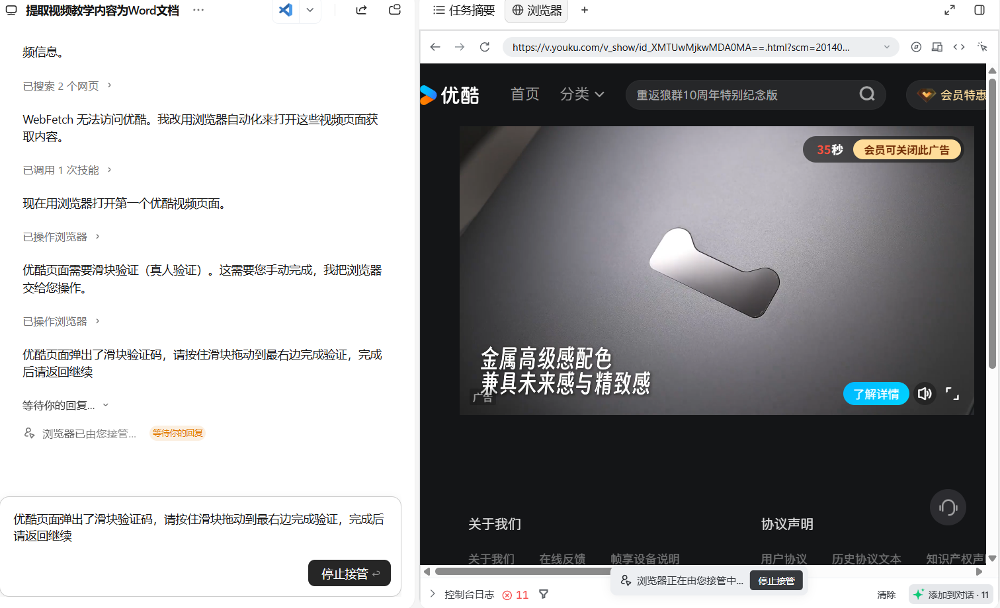 提取视频教学内容为Word文档
频信息。
已搜索 2 个网页
WebFetch 无法访问优酷。我改用浏览器自动化来打开这些视频页面获
取内容。
已调用 1 次技能
现在用浏览器打开第一个优酷视频页面。
已操作浏览器
优酷页面需要滑块验证（真人验证）。这需要您手动完成，我把浏览器
交给您操作。
已操作浏览器
优酷页面弹出了滑块验证码，请按住滑块拖动到最右边完成验证，完成
后请返回继续
等待你的回复...
浏览器已由您接管...
等待你的回复
优酷页面弹出了滑块验证码，请按住滑块拖动到最右边完成验证，完成后
请返回继续
停止接管
任务摘要
浏览器
https://v.youku.com/v_show/id_XMTUwMjkwMDA0MA==.html?scm=20140...
优酷
首页
分类
重返狼群10周年特别纪念版
会员特惠
35秒
会员可关闭此广告
金属高级感配色
兼具未来感与精致感
广告
了解详情
关于我们
协议声明
关于我们
在线反馈
帧享设备说明
用户协议
历史协议文本
知识产权声
浏览器正在由您接管中...
停止接管
控制台日志
11
清除
添加到对话 · 11